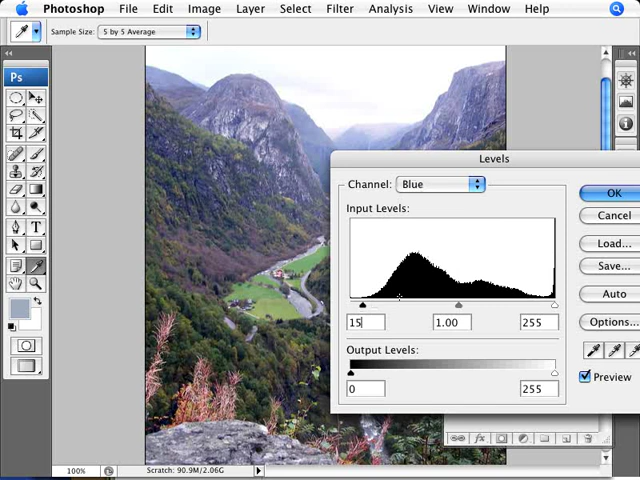 Photoshop File Edit Image Layer Select Filter Analysis View Window Help
Sample Size: 5 by 5 Average
Ps
T
Levels
Channel: Blue
OK
Input Levels:
Cancel
Load...
Save...
Auto
15 1.00 255
Options...
Output Levels:
Preview
0 255
fx
100% Scratch: 90.9M/2.06G